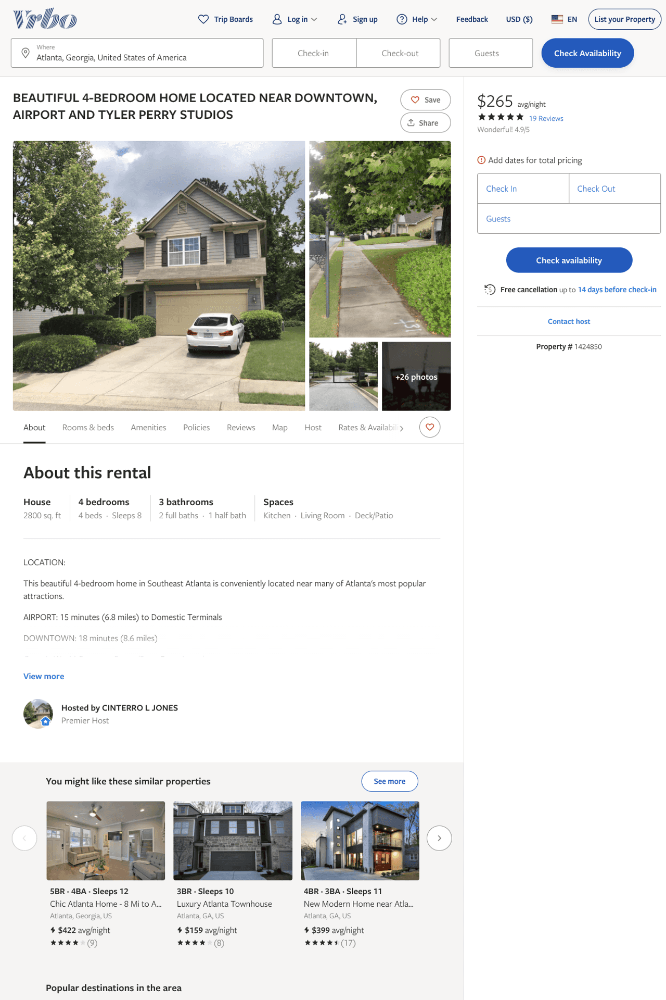 Vrbo
Trip Boards
Log in
Sign up
Help
Feedback
USD ($)
EN
List your Property
Where
Atlanta, Georgia, United States of America
Check-in
Check-out
Guests
Check Availability
BEAUTIFUL 4-BEDROOM HOME LOCATED NEAR DOWNTOWN,
AIRPORT AND TYLER PERRY STUDIOS
Save
Share
+26 photos
$265 avg/night
19 Reviews
Wonderful! 4.9/5
Add dates for total pricing
Check In
Check Out
Guests
Check availability
Free cancellation up to 14 days before check-in
Contact host
Property # 1424850
About
Rooms & beds
Amenities
Policies
Reviews
Map
Host
Rates & Availabili
About this rental
House
2800 sq. ft
4 bedrooms
4 beds · Sleeps 8
3 bathrooms
2 full baths · 1 half bath
Spaces
Kitchen · Living Room · Deck/Patio
LOCATION:
This beautiful 4-bedroom home in Southeast Atlanta is conveniently located near many of Atlanta's most popular
attractions.
AIRPORT: 15 minutes (6.8 miles) to Domestic Terminals
DOWNTOWN: 18 minutes (8.6 miles)
View more
Hosted by CINTERRO L JONES
Premier Host
You might like these similar properties
See more
5BR · 4BA · Sleeps 12
Chic Atlanta Home - 8 Mi to A...
Atlanta, Georgia, US
$422 avg/night
(9)
3BR · Sleeps 10
Luxury Atlanta Townhouse
Atlanta, GA, US
$159 avg/night
(8)
4BR · 3BA · Sleeps 11
New Modern Home near Atla...
Atlanta, GA, US
$399 avg/night
(17)
Popular destinations in the area